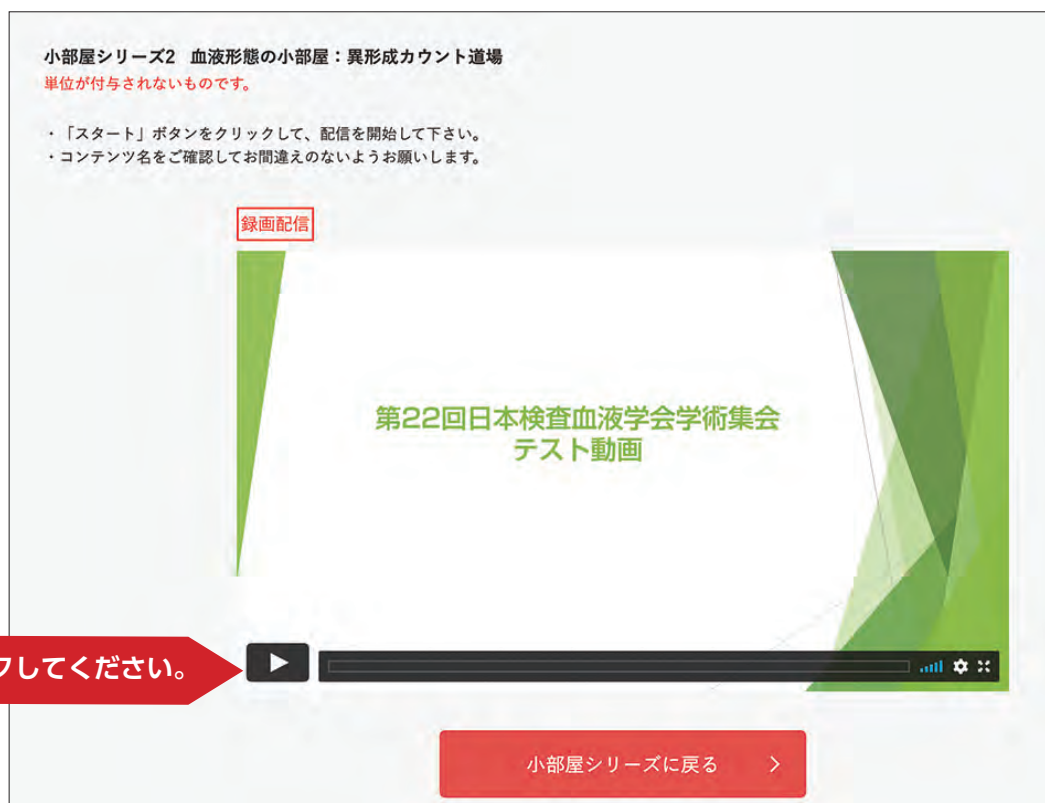 小部屋シリーズ2 血液形態の小部屋：異形成カウント道場
単位が付与されないものです。
・「スタート」ボタンをクリックして、配信を開始して下さい。
・コンテンツ名をご確認してお間違えのないようお願いします。
録画配信
第22回日本検査血液学会学術集会
テスト動画
してください。
小部屋シリーズに戻る